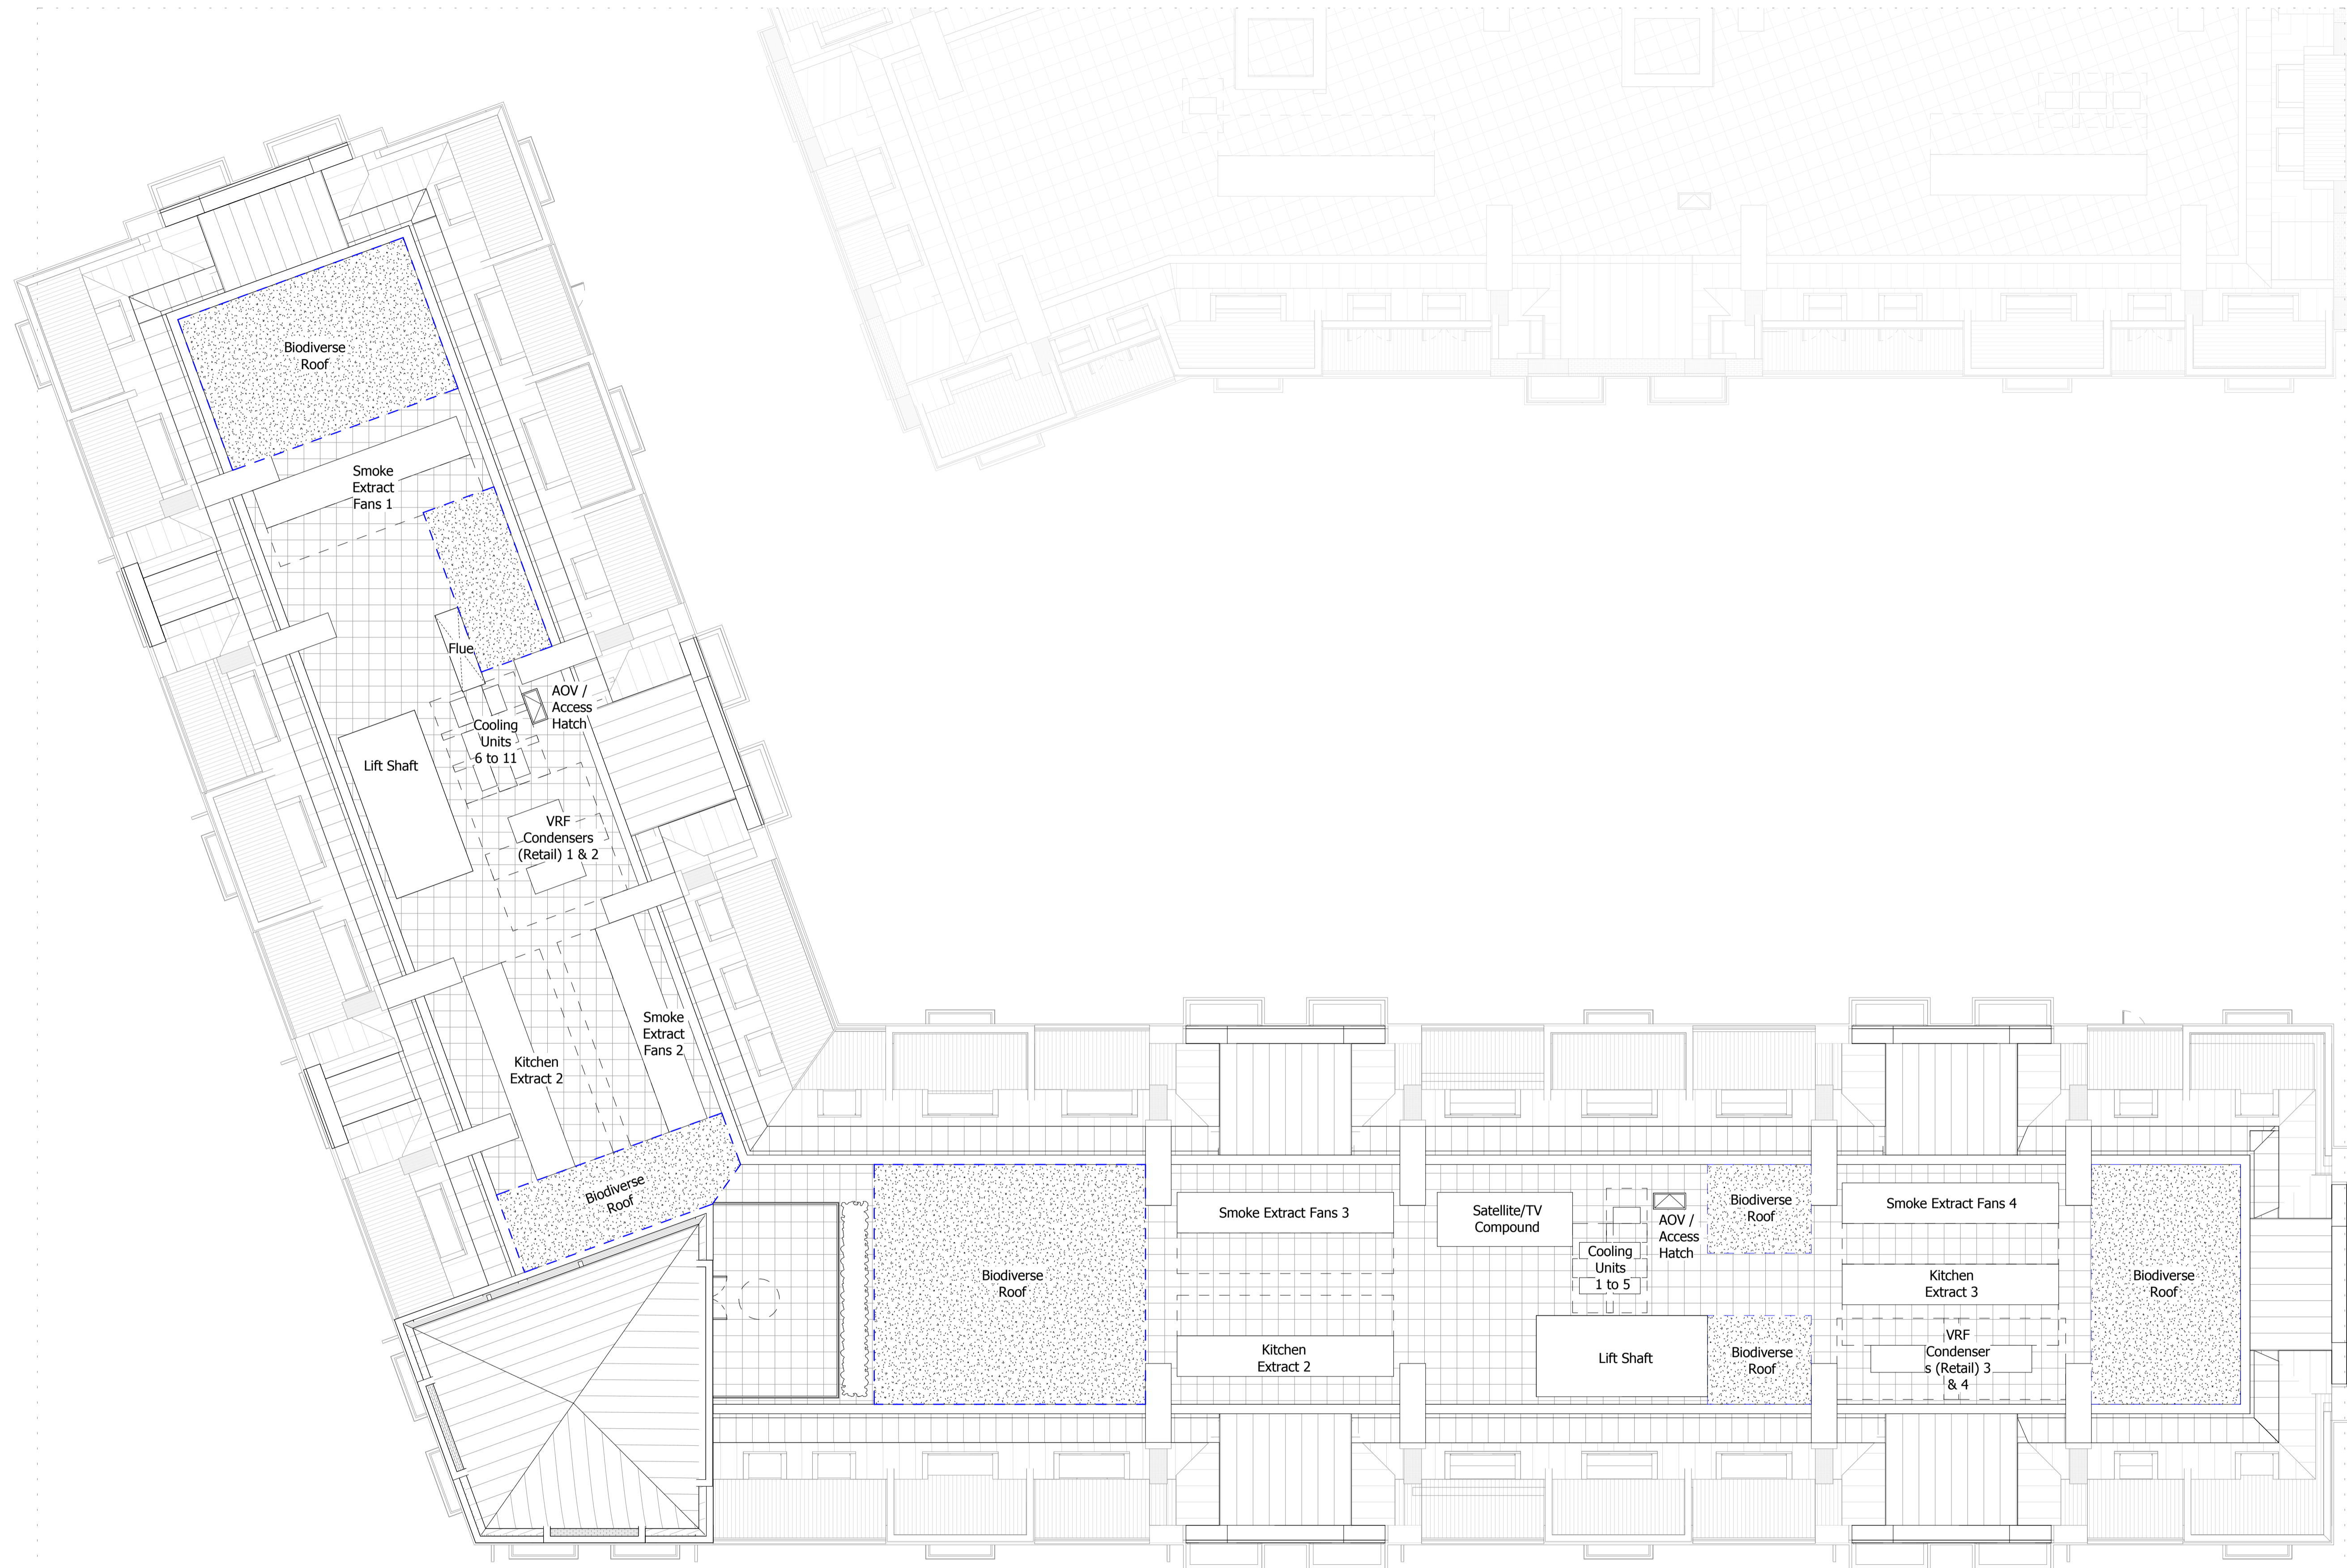 Biodiverse
Roof
Smoke
Extract
Fans 1
Flue
AOV /
Access
Hatch
Cooling
Units
6 to 11
Lift Shaft
VRF
Condensers
(Retail) 1 & 2
Smoke
Extract
Fans 2
Kitchen
Extract 2
Biodiverse
Roof
Biodiverse
Roof
Smoke Extract Fans 3
Kitchen
Extract 2
Satellite/TV
Compound
Cooling
Units
1 to 5
AOV /
Access
Hatch
Lift Shaft
Biodiverse
Roof
Biodiverse
Roof
Smoke Extract Fans 4
Kitchen
Extract 3
VRF
Condenser
s (Retail) 3
& 4
Biodiverse
Roof